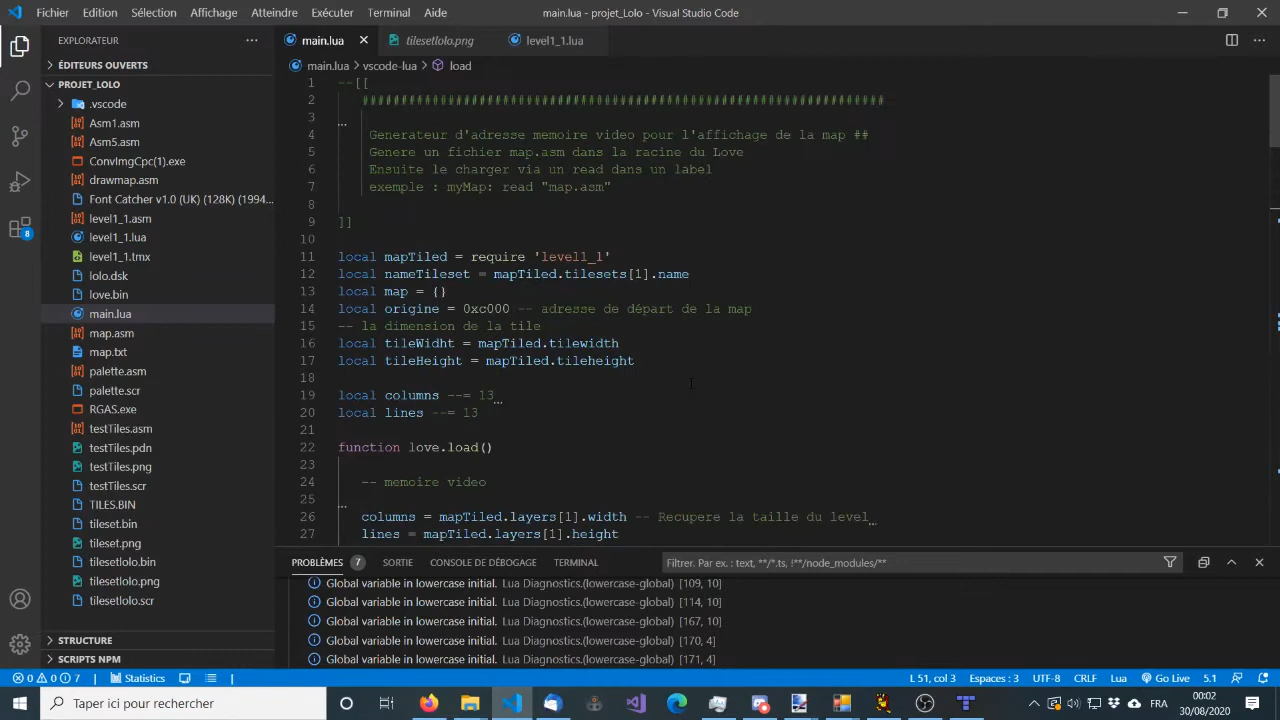 Fichier Edition Sélection Affichage Atteindre Exécuter Terminal Aide main.lua - projet_Lolo - Visual Studio Code
EXPLORATEUR ...
main.lua tilesetlolo.png level1_1.lua
ÉDITEURS OUVERTS
main.lua > vscode-lua > load
PROJET_LOLO
.vscode
Asm1.asm
Asm5.asm
ConvImgCpc(1).exe
drawmap.asm
Font Catcher v1.0 (UK) (128K) (1994...
level1_1.asm
level1_1.lua
level1_1.tmx
lolo.dsk
love.bin
main.lua
map.asm
map.txt
palette.asm
palette.scr
RGAS.exe
testTiles.asm
testTiles.pdn
testTiles.png
testTiles.scr
TILES.BIN
tileset.bin
tileset.png
tilesetlolo.bin
tilesetlolo.png
tilesetlolo.scr
STRUCTURE
SCRIPTS NPM
8
1 --[[
2 ###################################################################
3
4 Generateur d'adresse memoire video pour l'affichage de la map ##
5 Genere un fichier map.asm dans la racine du Love
6 Ensuite le charger via un read dans un label
7 exemple : myMap: read "map.asm"
8
9 ]]
10
11 local mapTiled = require 'level1_1'
12 local nameTileset = mapTiled.tilesets[1].name
13 local map = {}
14 local origine = 0xc000 -- adresse de départ de la map
15 -- la dimension de la tile
16 local tileWidht = mapTiled.tilewidth
17 local tileHeight = mapTiled.tileheight
18
19 local columns --= 13
20 local lines --= 13
21
22 function love.load()
23
24 -- memoire video
25
26 columns = mapTiled.layers[1].width -- Recupere la taille du level
27 lines = mapTiled.layers[1].height
PROBLÈMES 7 SORTIE CONSOLE DE DÉBOGAGE TERMINAL Filtrer. Par ex. : text, **/*.ts, !**/node_modules/**
Global variable in lowercase initial. Lua Diagnostics.(lowercase-global) [109, 10]
Global variable in lowercase initial. Lua Diagnostics.(lowercase-global) [114, 10]
Global variable in lowercase initial. Lua Diagnostics.(lowercase-global) [167, 10]
Global variable in lowercase initial. Lua Diagnostics.(lowercase-global) [170, 4]
Global variable in lowercase initial. Lua Diagnostics.(lowercase-global) [171, 4]
0 0 7 Statistics L 51, col 3 Espaces : 3 UTF-8 CRLF Lua Go Live 5.1
Taper ici pour rechercher FRA 00:02
30/08/2020